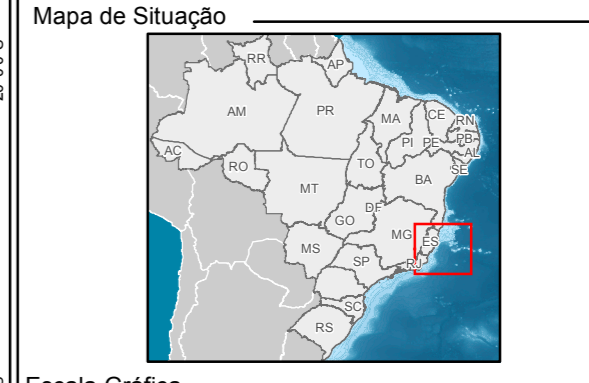 Mapa de Situação
RR
AP
AM
PR
MA
CE
RN
PB
PI
PE
AL
AC
RO
TO
SE
MT
BA
DF
GO
MG
ES
MS
SP
RJ
SC
RS
Escala Gráfica